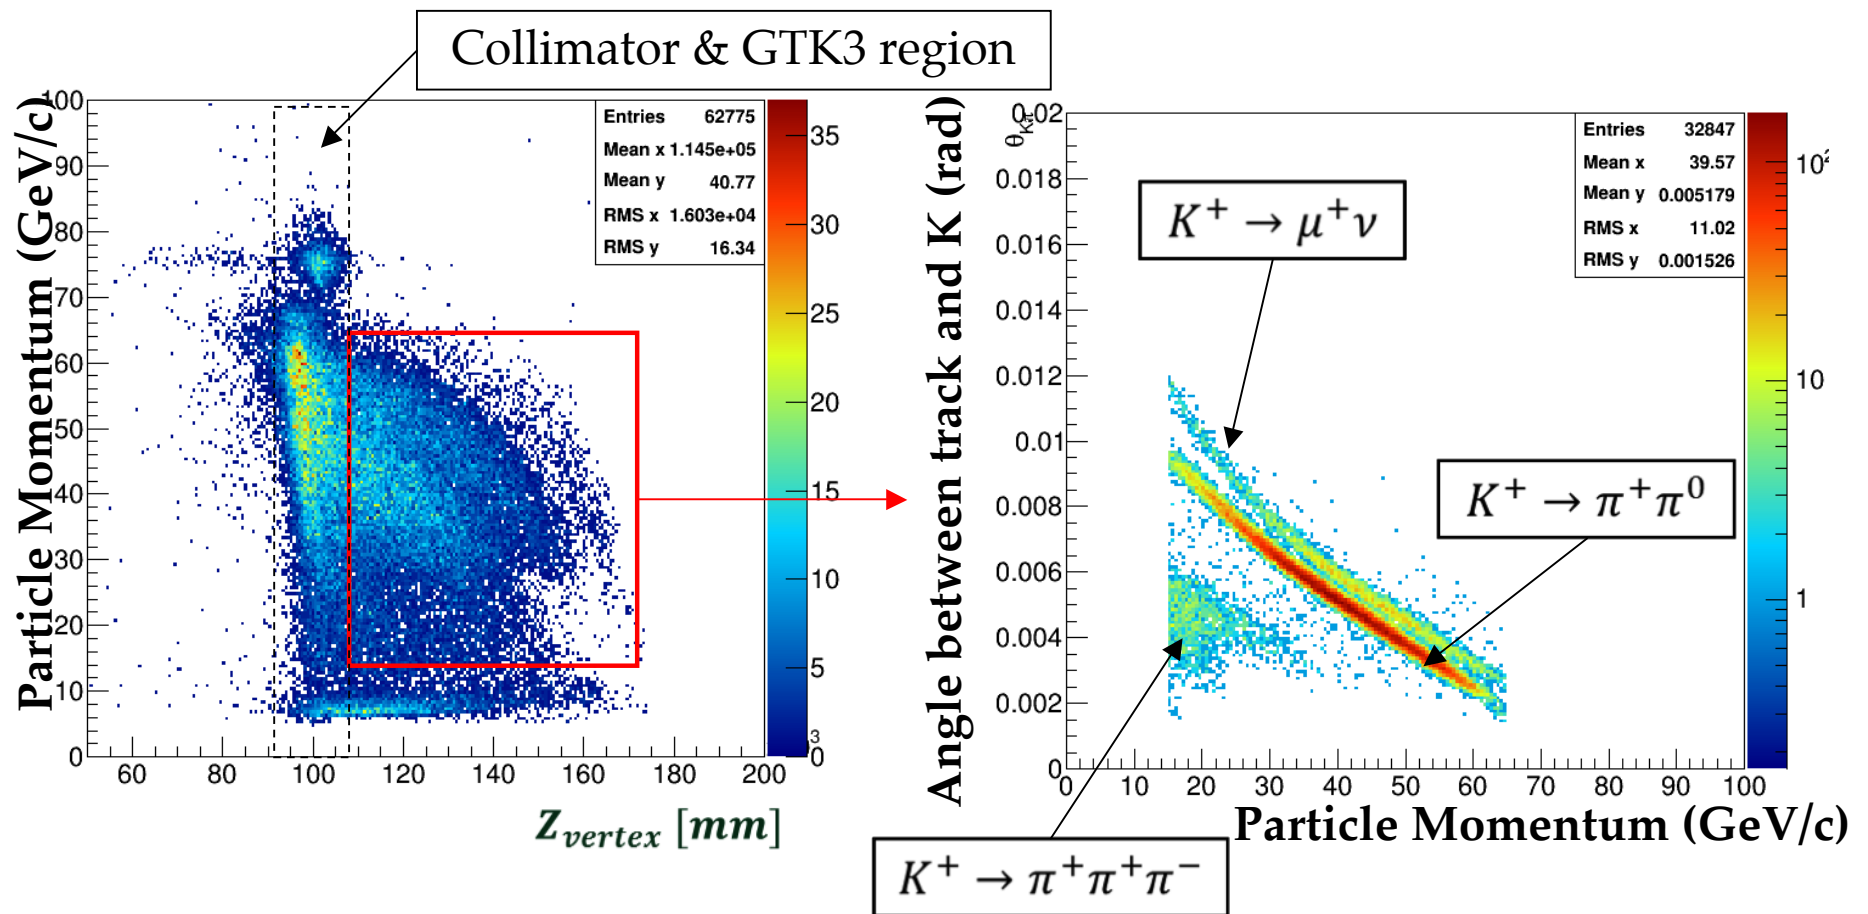 Collimator & GTK3 region
Particle Momentum (GeV/c)
100
90
80
70
60
50
40
30
20
10
0
60
80
100
120
140
160
180
200
Entries 62775
Mean x 1.145e+05
Mean y 40.77
RMS x 1.603e+04
RMS y 16.34
35
30
25
20
15
10
5
0
3
Z_vertex [mm]
Angle between track and K (rad)
θ_Kπ
0.02
0.018
0.016
0.014
0.012
0.01
0.008
0.006
0.004
0.002
0
0
10
20
30
40
50
60
70
80
90
100
Entries 32847
Mean x 39.57
Mean y 0.005179
RMS x 11.02
RMS y 0.001526
10²
10
1
K⁺ → μ⁺ν
K⁺ → π⁺π⁰
Particle Momentum (GeV/c)
K⁺ → π⁺π⁺π⁻